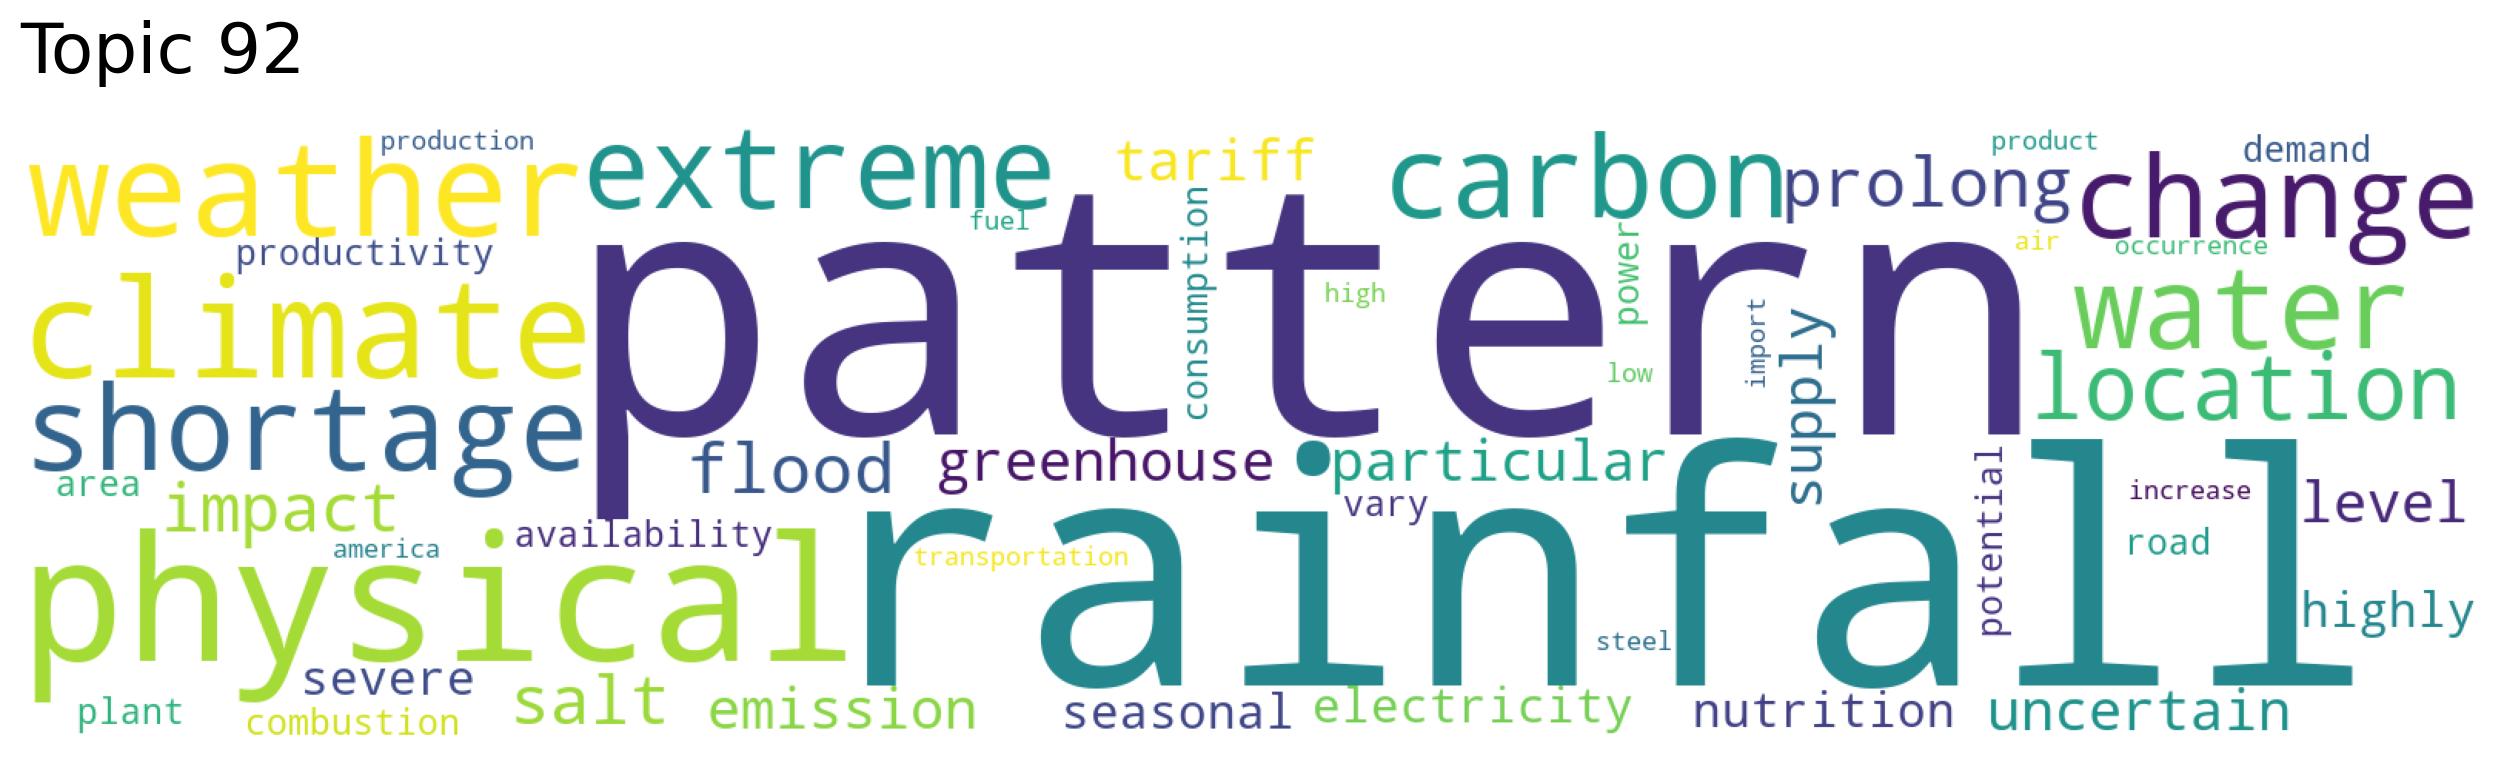 Topic 92
production
weather
extreme
tariff
carbon
prolong
product
demand
change
fuel
productivity
consumption
power
air
occurrence
climate
pattern
high
import
supply
water
low
location
shortage
area
flood
greenhouse
particular
potential
increase
level
impact
availability
vary
america
physical
transportation
rainfall
road
highly
steel
severe
plant
combustion
salt
emission
seasonal
electricity
nutrition
uncertain